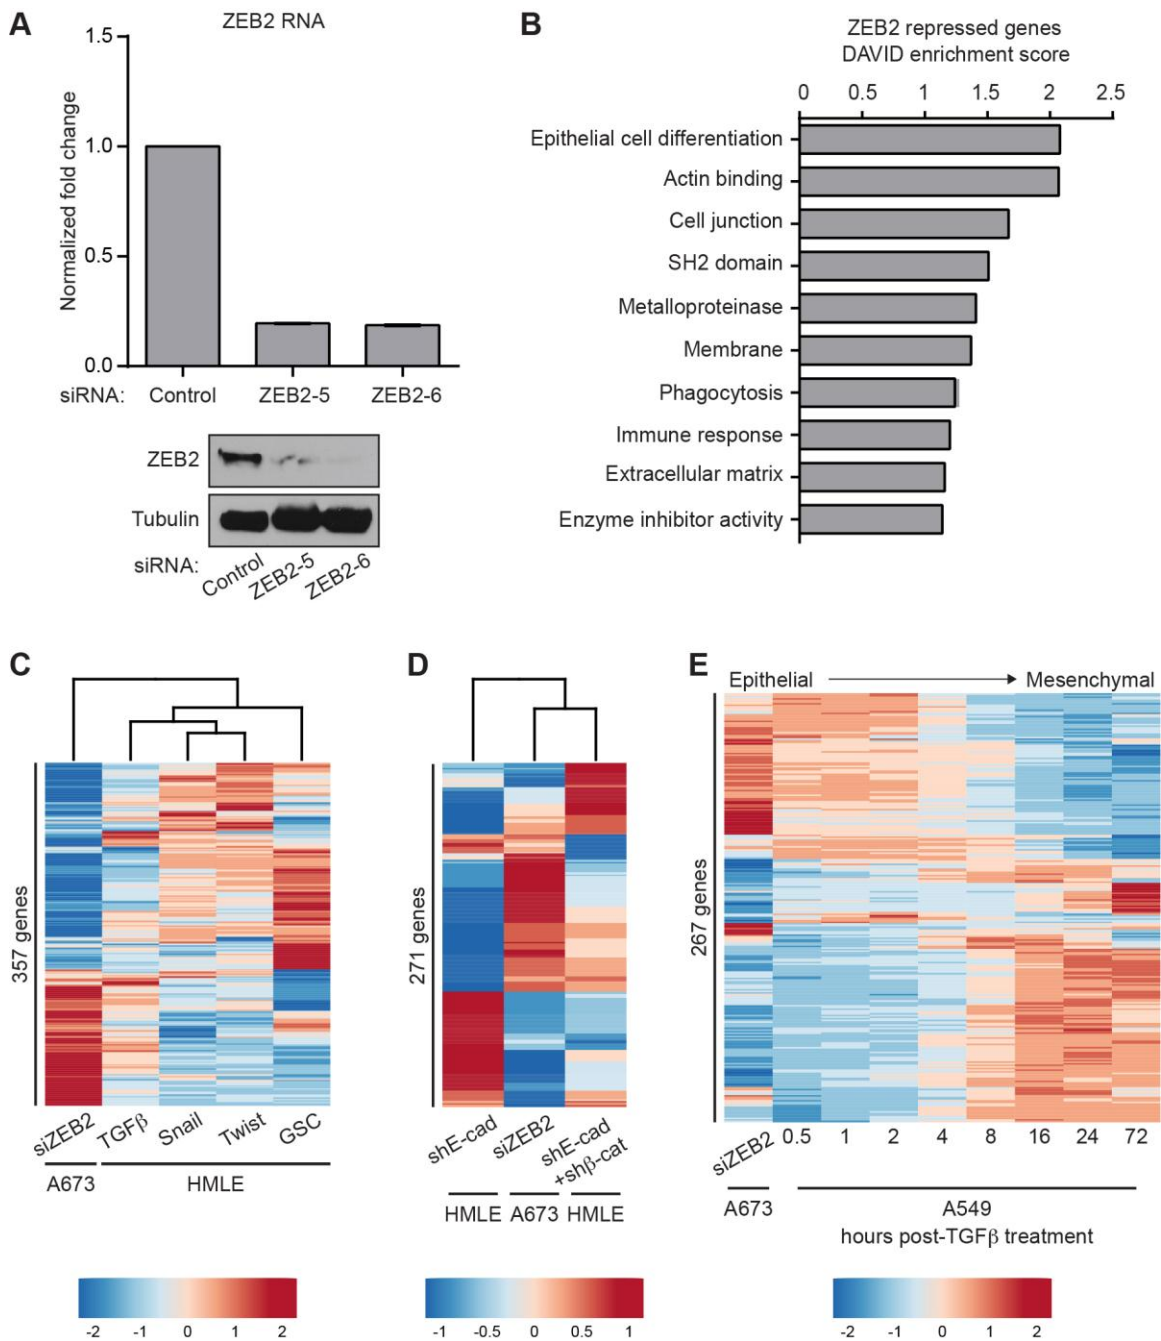 A
ZEB2 RNA
Normalized fold change
1.5
1.0
0.5
0.0
siRNA: Control ZEB2-5 ZEB2-6
ZEB2
Tubulin
siRNA: Control ZEB2-5 ZEB2-6
B
ZEB2 repressed genes
DAVID enrichment score
0 0.5 1 1.5 2 2.5
Epithelial cell differentiation
Actin binding
Cell junction
SH2 domain
Metalloproteinase
Membrane
Phagocytosis
Immune response
Extracellular matrix
Enzyme inhibitor activity
C
357 genes
siZEB2 TGFβ Snail Twist GSC
A673 HMLE
-2 -1 0 1 2
D
271 genes
shE-cad siZEB2 shE-cad
+shβ-cat
HMLE A673 HMLE
-1 -0.5 0 0.5 1
E
Epithelial Mesenchymal
267 genes
siZEB2 0.5 1 2 4 8 16 24 72
A673 A549
hours post-TGFβ treatment
-2 -1 0 1 2